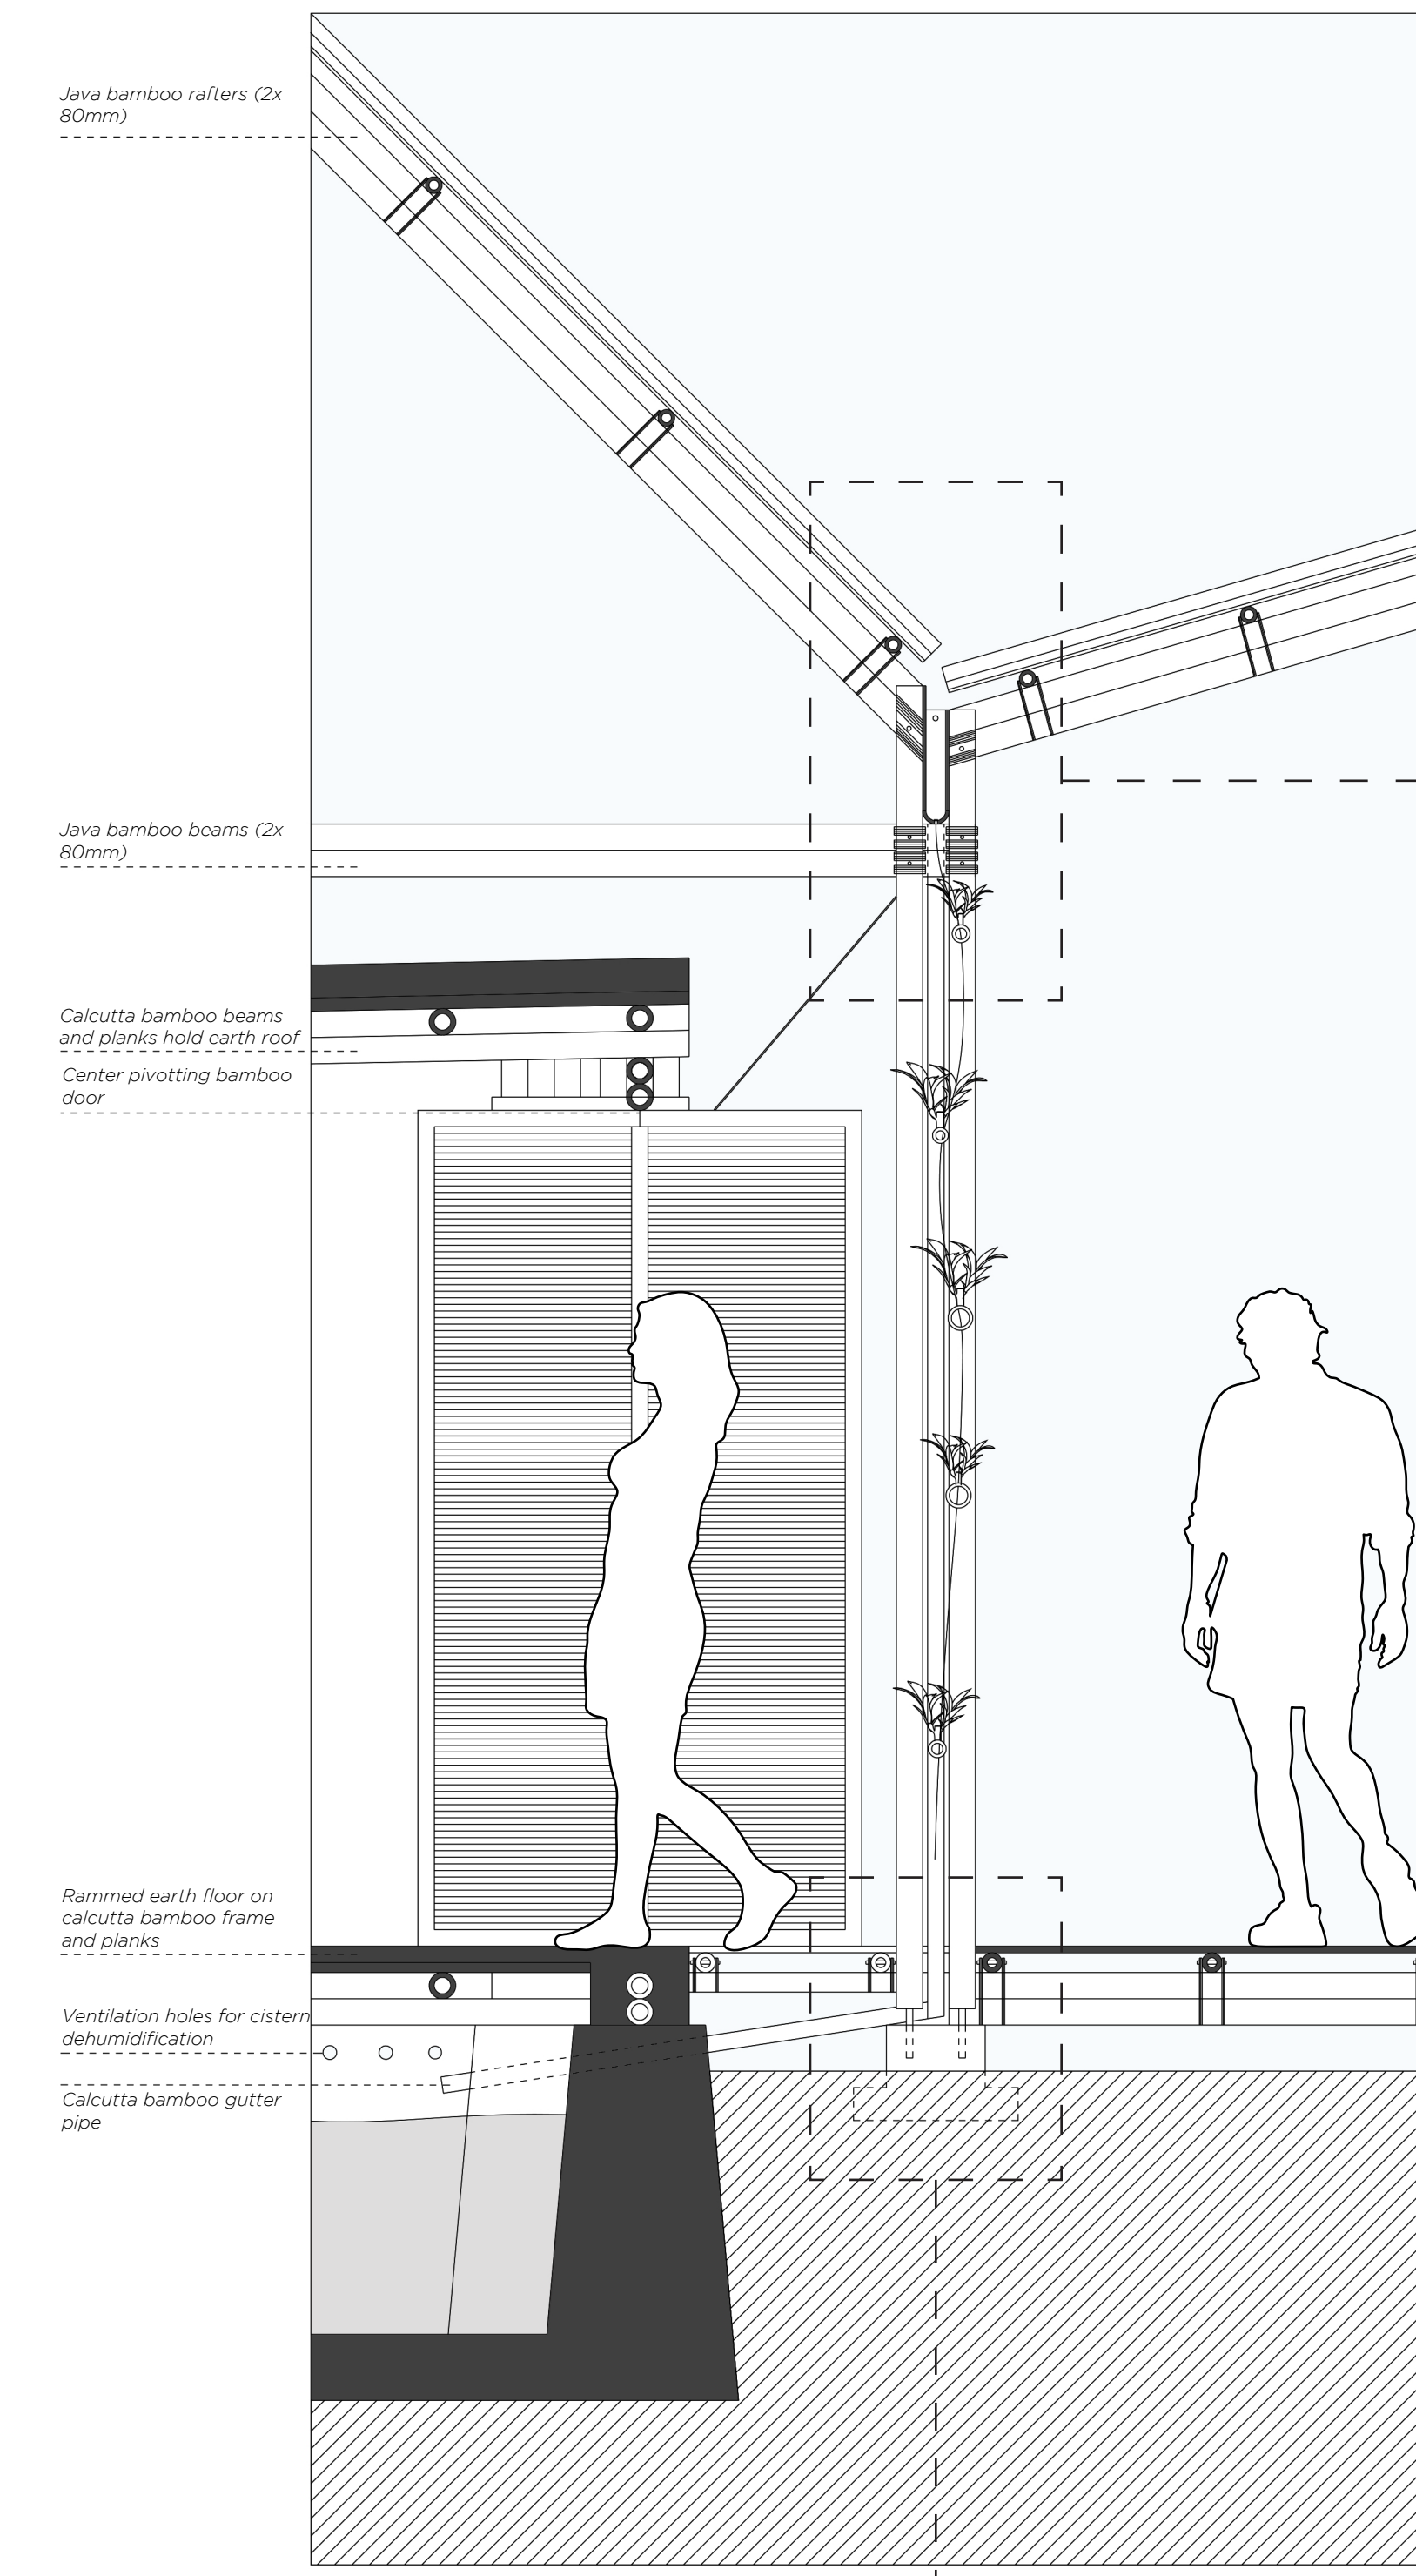 Java bamboo rafters (2x
80mm)
Java bamboo beams (2x
80mm)
Calcutta bamboo beams
and planks hold earth roof
Center pivotting bamboo
door
Rammed earth floor on
calcutta bamboo frame
and planks
Ventilation holes for cistern
dehumidification
Calcutta bamboo gutter
pipe